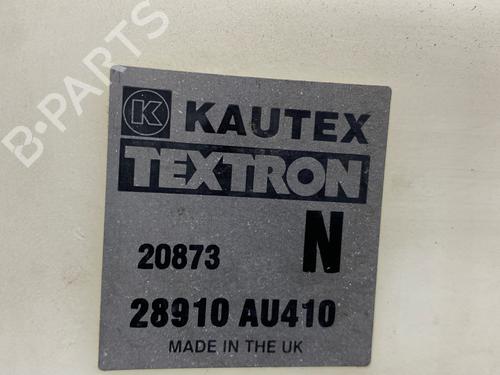 B-PARTS
K KAUTEX
TEXTRON
20873 N
28910 AU410
MADE IN THE UK